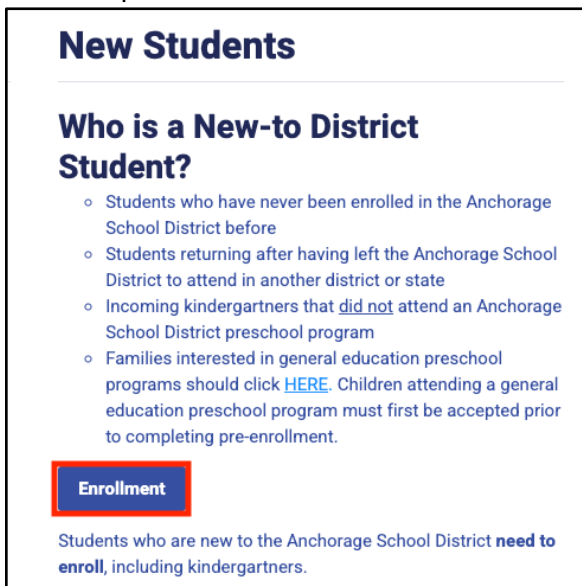 New Students
Who is a New-to District
Student?
Students who have never been enrolled in the Anchorage
School District before
Students returning after having left the Anchorage School
District to attend in another district or state
Incoming kindergartners that did not attend an Anchorage
School District preschool program
Families interested in general education preschool
programs should click HERE. Children attending a general
education preschool program must first be accepted prior
to completing pre-enrollment.
Enrollment
Students who are new to the Anchorage School District need to
enroll, including kindergartners.